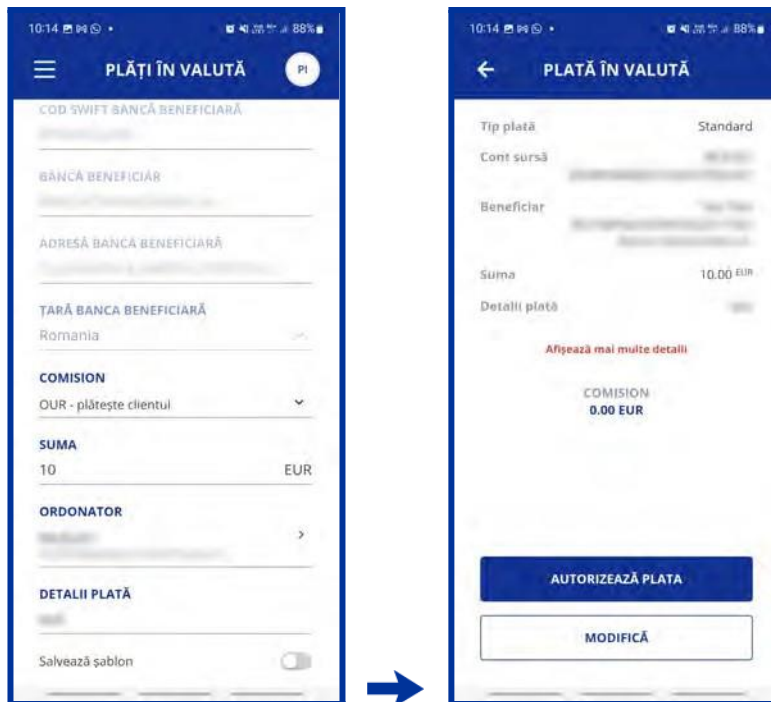 10:14
88%
PLĂȚI ÎN VALUTĂ
PI
COD SWIFT BANCĂ BENEFICIARĂ
BANCĂ BENEFICIAR
ADRESĂ BANCĂ BENEFICIARĂ
ȚARĂ BANCA BENEFICIARĂ
Romania
COMISION
OUR - plătește clientul
SUMA
10 EUR
ORDONATOR
DETALII PLATĂ
Salvează șablon
10:14
88%
PLATĂ ÎN VALUTĂ
Tip plată Standard
Cont sursă
Beneficiar
Suma 10.00 EUR
Detalii plată
Afișează mai multe detalii
COMISION
0.00 EUR
AUTORIZEAZĂ PLATA
MODIFICĂ